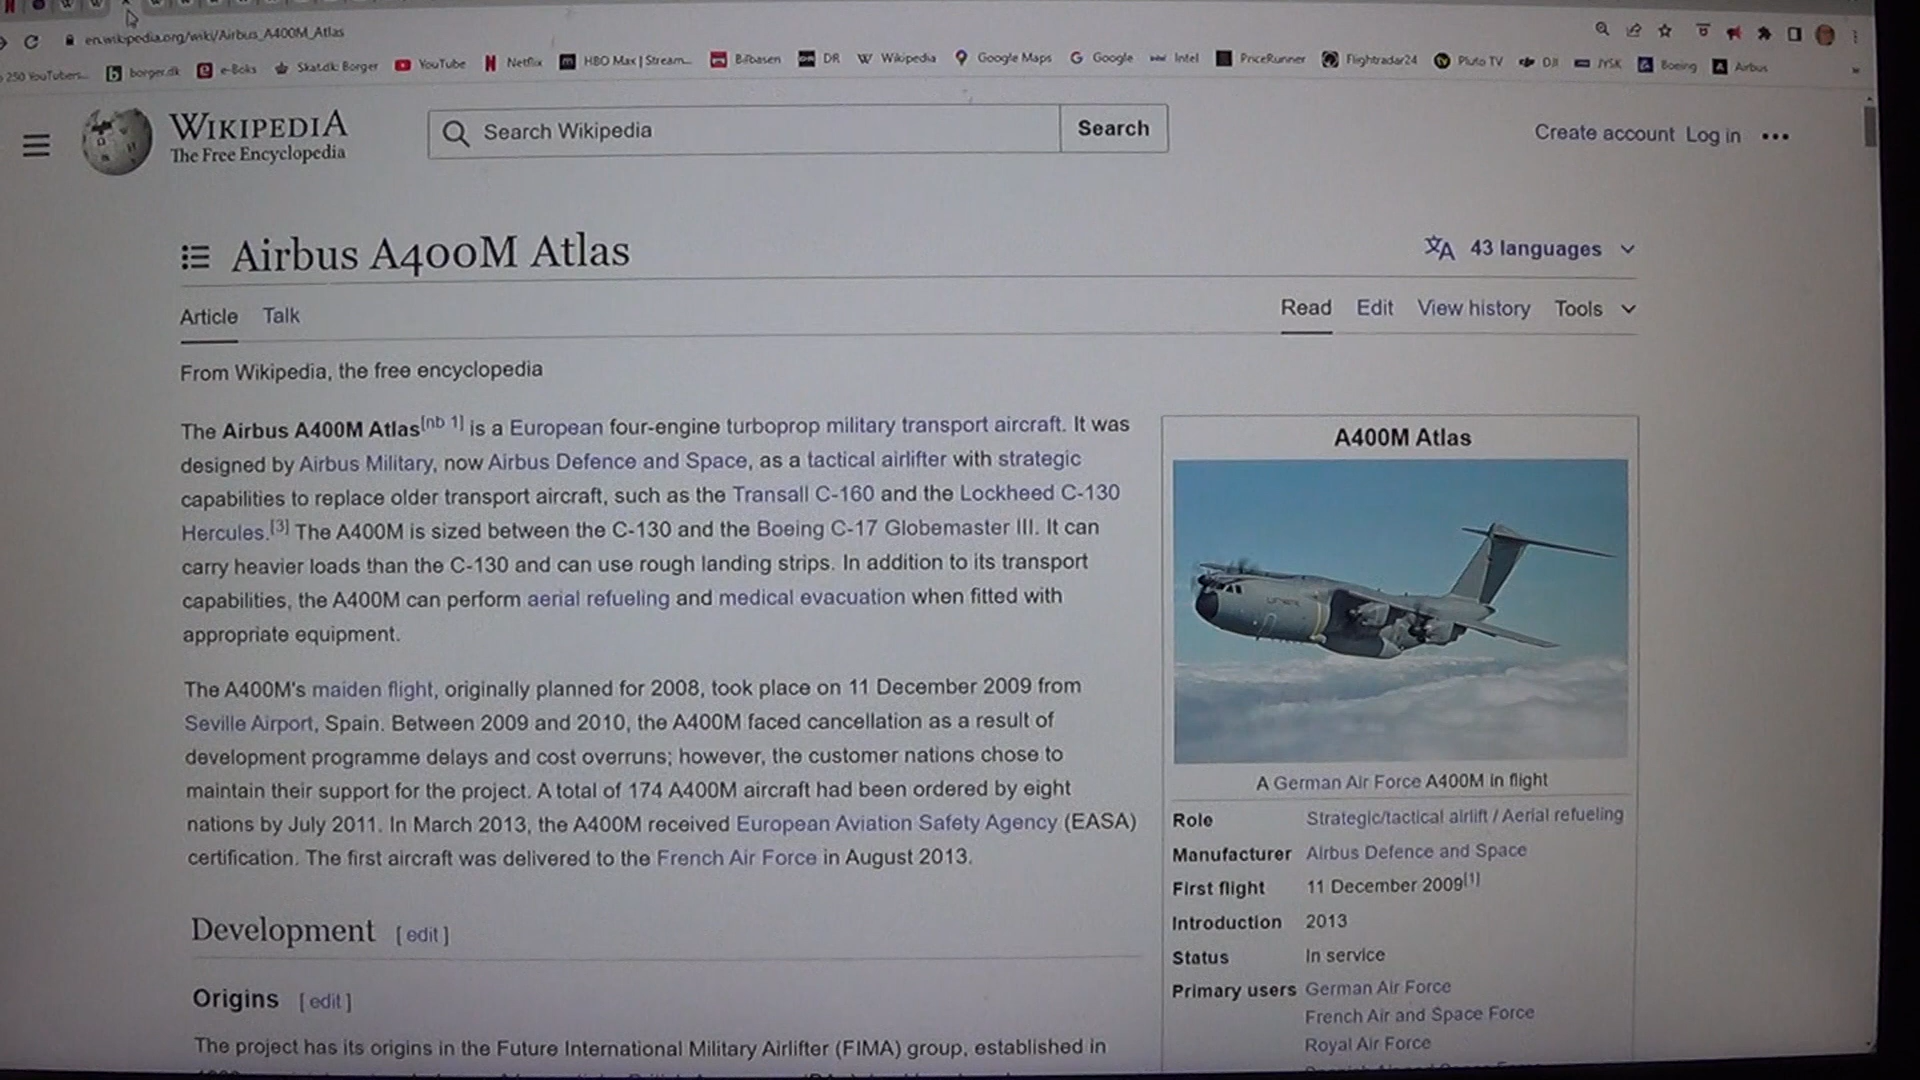 en.wikipedia.org/wiki/Airbus_A400M_Atlas
250 YouTubers... borger.dk e-Boks Skat.dk: Borger YouTube Netflix HBO Max | Stream... Bilbasen DR Wikipedia Google Maps Google Intel PriceRunner Flightradar24 Pluto TV DJI JYSK Boeing Airbus
WIKIPEDIA
The Free Encyclopedia
Search Wikipedia Search
Create account Log in
Airbus A400M Atlas
43 languages
Article Talk
Read Edit View history Tools
From Wikipedia, the free encyclopedia
The Airbus A400M Atlas[nb 1] is a European four-engine turboprop military transport aircraft. It was
designed by Airbus Military, now Airbus Defence and Space, as a tactical airlifter with strategic
capabilities to replace older transport aircraft, such as the Transall C-160 and the Lockheed C-130
Hercules.[3] The A400M is sized between the C-130 and the Boeing C-17 Globemaster III. It can
carry heavier loads than the C-130 and can use rough landing strips. In addition to its transport
capabilities, the A400M can perform aerial refueling and medical evacuation when fitted with
appropriate equipment.
The A400M's maiden flight, originally planned for 2008, took place on 11 December 2009 from
Seville Airport, Spain. Between 2009 and 2010, the A400M faced cancellation as a result of
development programme delays and cost overruns; however, the customer nations chose to
maintain their support for the project. A total of 174 A400M aircraft had been ordered by eight
nations by July 2011. In March 2013, the A400M received European Aviation Safety Agency (EASA)
certification. The first aircraft was delivered to the French Air Force in August 2013.
Development [ edit ]
Origins [ edit ]
The project has its origins in the Future International Military Airlifter (FIMA) group, established in
A400M Atlas
A German Air Force A400M in flight
Role Strategic/tactical airlift / Aerial refueling
Manufacturer Airbus Defence and Space
First flight 11 December 2009[1]
Introduction 2013
Status In service
Primary users German Air Force
French Air and Space Force
Royal Air Force